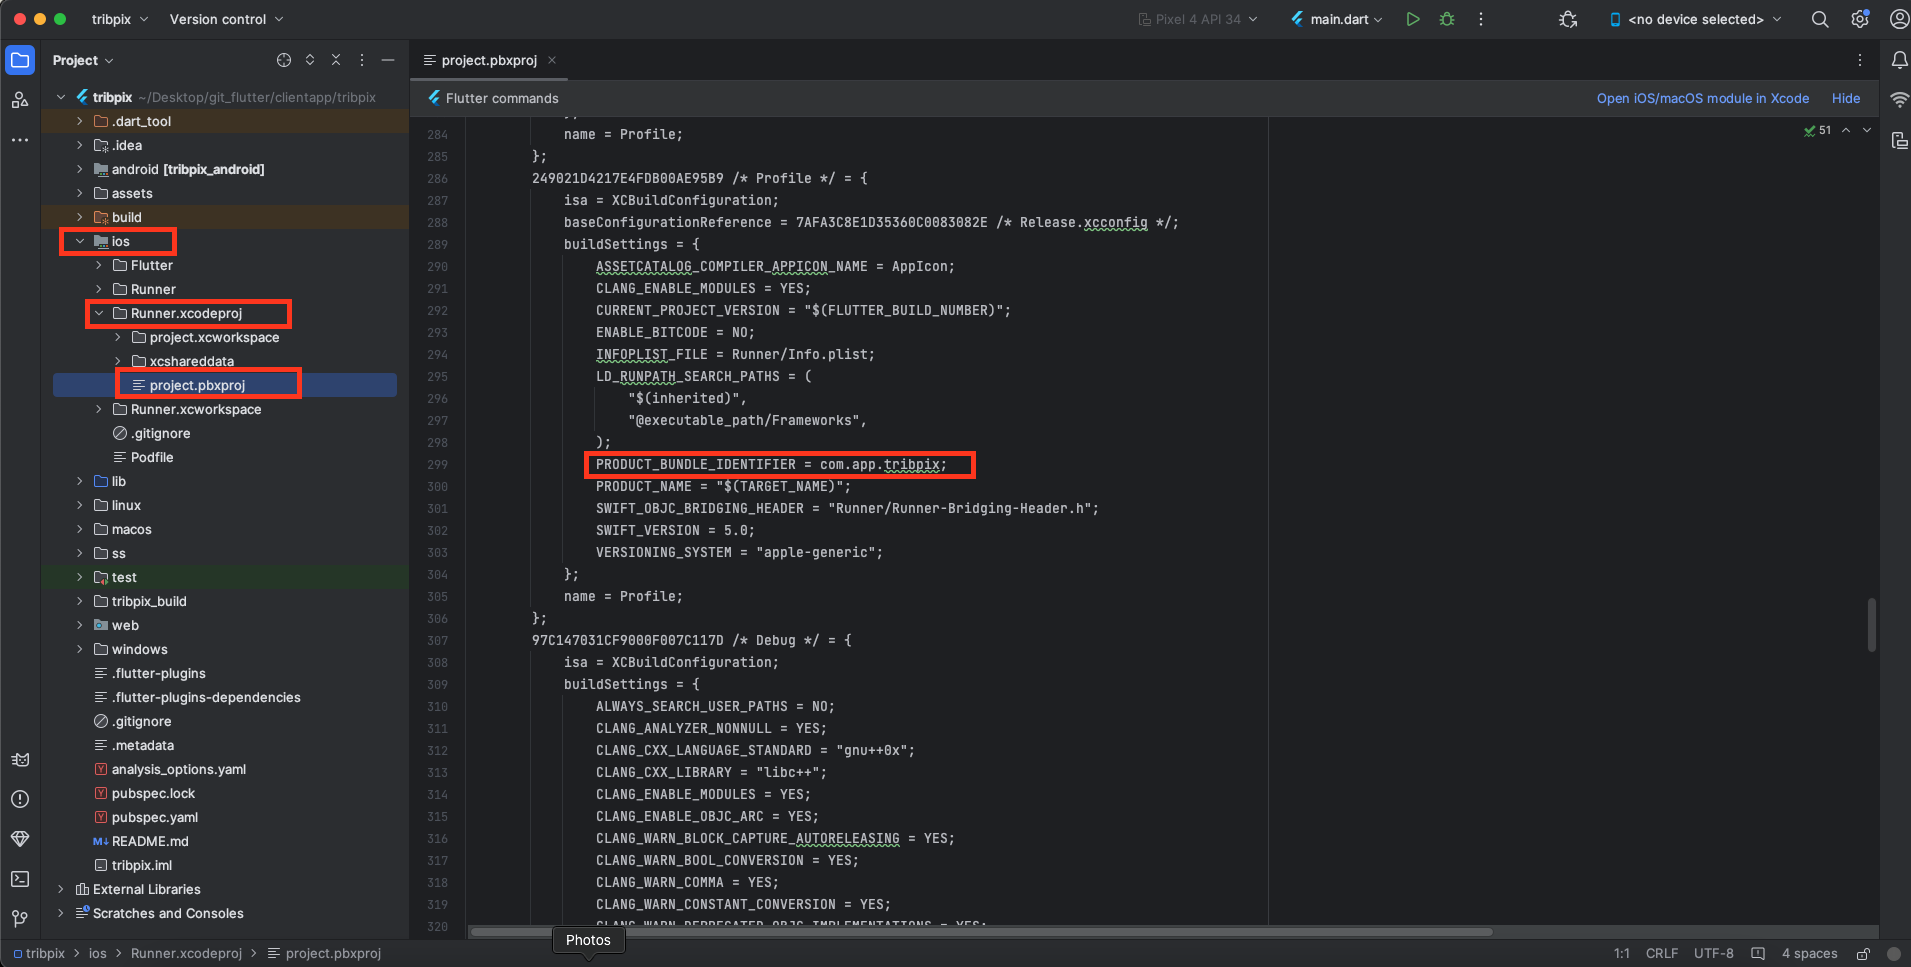 tribpix
Version control
Pixel 4 API 34
main.dart
<no device selected>
Project
project.pbxproj
tribpix ~/Desktop/git_flutter/clientapp/tribpix
.dart_tool
.idea
android [tribpix_android]
assets
build
ios
Flutter
Runner
Runner.xcodeproj
project.xcworkspace
xcshareddata
project.pbxproj
Runner.xcworkspace
.gitignore
Podfile
lib
linux
macos
ss
test
tribpix_build
web
windows
.flutter-plugins
.flutter-plugins-dependencies
.gitignore
.metadata
analysis_options.yaml
pubspec.lock
pubspec.yaml
M↓ README.md
tribpix.iml
External Libraries
Scratches and Consoles
Flutter commands
Open iOS/macOS module in Xcode Hide
51
284 name = Profile;
285 };
286 249021D4217E4FDB00AE95B9 /* Profile */ = {
287 isa = XCBuildConfiguration;
288 baseConfigurationReference = 7AFA3C8E1D35360C0083082E /* Release.xcconfig */;
289 buildSettings = {
290 ASSETCATALOG_COMPILER_APPICON_NAME = AppIcon;
291 CLANG_ENABLE_MODULES = YES;
292 CURRENT_PROJECT_VERSION = "$(FLUTTER_BUILD_NUMBER)";
293 ENABLE_BITCODE = NO;
294 INFOPLIST_FILE = Runner/Info.plist;
295 LD_RUNPATH_SEARCH_PATHS = (
296 "$(inherited)",
297 "@executable_path/Frameworks",
298 );
299 PRODUCT_BUNDLE_IDENTIFIER = com.app.tribpix;
300 PRODUCT_NAME = "$(TARGET_NAME)";
301 SWIFT_OBJC_BRIDGING_HEADER = "Runner/Runner-Bridging-Header.h";
302 SWIFT_VERSION = 5.0;
303 VERSIONING_SYSTEM = "apple-generic";
304 };
305 name = Profile;
306 };
307 97C147031CF9000F007C117D /* Debug */ = {
308 isa = XCBuildConfiguration;
309 buildSettings = {
310 ALWAYS_SEARCH_USER_PATHS = NO;
311 CLANG_ANALYZER_NONNULL = YES;
312 CLANG_CXX_LANGUAGE_STANDARD = "gnu++0x";
313 CLANG_CXX_LIBRARY = "libc++";
314 CLANG_ENABLE_MODULES = YES;
315 CLANG_ENABLE_OBJC_ARC = YES;
316 CLANG_WARN_BLOCK_CAPTURE_AUTORELEASING = YES;
317 CLANG_WARN_BOOL_CONVERSION = YES;
318 CLANG_WARN_COMMA = YES;
319 CLANG_WARN_CONSTANT_CONVERSION = YES;
320 CLANG_WARN_DEPRECATED_OBJC_IMPLEMENTATIONS = YES;
Photos
tribpix > ios > Runner.xcodeproj > project.pbxproj
1:1 CRLF UTF-8 4 spaces